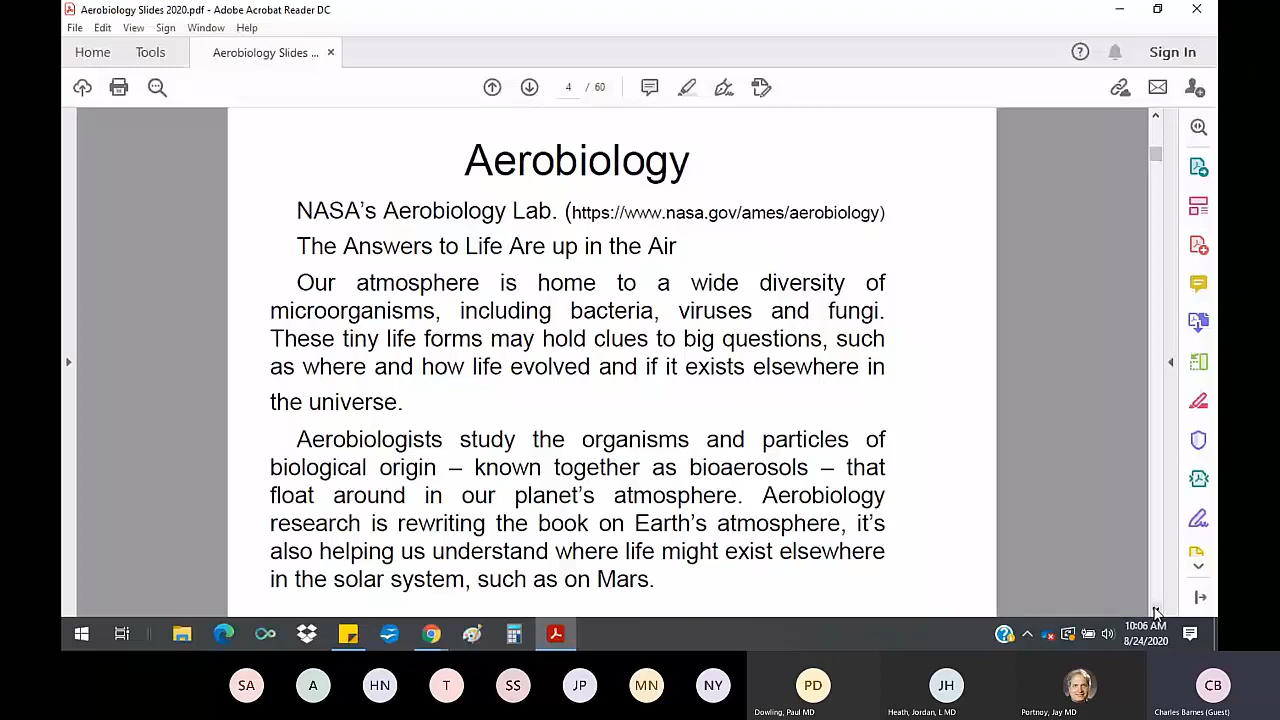 Aerobiology Slides 2020.pdf - Adobe Acrobat Reader DC
File Edit View Sign Window Help
Home Tools Aerobiology Slides ... × Sign In
4 / 60
Aerobiology
NASA's Aerobiology Lab. (https://www.nasa.gov/ames/aerobiology)
The Answers to Life Are up in the Air
Our atmosphere is home to a wide diversity of
microorganisms, including bacteria, viruses and fungi.
These tiny life forms may hold clues to big questions, such
as where and how life evolved and if it exists elsewhere in
the universe.
Aerobiologists study the organisms and particles of
biological origin – known together as bioaerosols – that
float around in our planet's atmosphere. Aerobiology
research is rewriting the book on Earth's atmosphere, it's
also helping us understand where life might exist elsewhere
in the solar system, such as on Mars.
10:06 AM
8/24/2020
SA A HN T SS JP MN NY PD JH CB
Dowling, Paul MD Heath, Jordan, L MD Portnoy, Jay MD Charles Barnes (Guest)